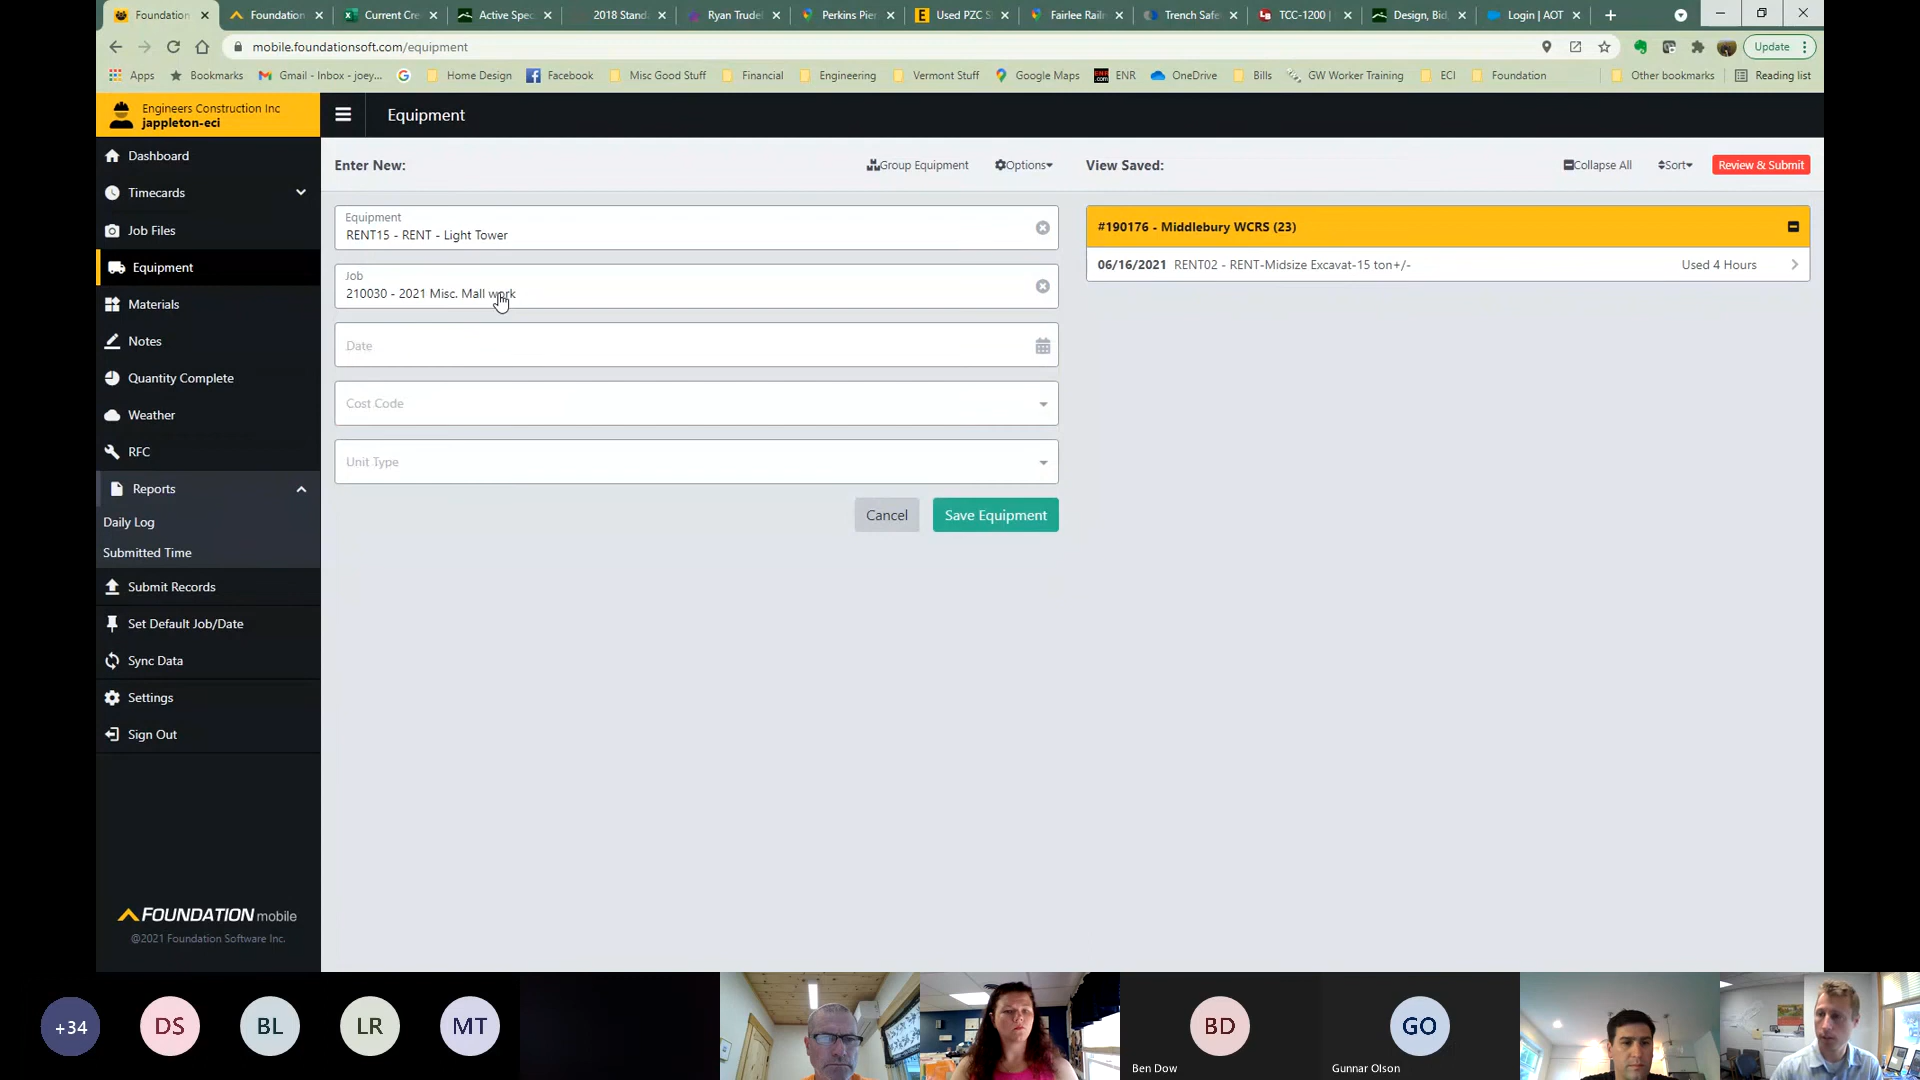 Foundation
Foundation
Current Cre
Active Spec
2018 Stand
Ryan Trudel
Perkins Pier
Used PZC S
Fairlee Rail
Trench Safe
TCC-1200 |
Design, Bid
Login | AOT
mobile.foundationsoft.com/equipment
Update
Apps
Bookmarks
Gmail - Inbox - joey...
Home Design
Facebook
Misc Good Stuff
Financial
Engineering
Vermont Stuff
Google Maps
ENR
OneDrive
Bills
GW Worker Training
ECI
Foundation
Other bookmarks
Reading list
Engineers Construction Inc
jappleton-eci
Equipment
Dashboard
Timecards
Job Files
Equipment
Materials
Notes
Quantity Complete
Weather
RFC
Reports
Daily Log
Submitted Time
Submit Records
Set Default Job/Date
Sync Data
Settings
Sign Out
FOUNDATION mobile
@2021 Foundation Software Inc.
Enter New:
Group Equipment
Options
Equipment
RENT15 - RENT - Light Tower
Job
210030 - 2021 Misc. Mall work
Date
Cost Code
Unit Type
Cancel
Save Equipment
View Saved:
Collapse All
Sort
Review & Submit
#190176 - Middlebury WCRS (23)
06/16/2021 RENT02 - RENT-Midsize Excavat-15 ton+/- Used 4 Hours
+34
DS
BL
LR
MT
BD
Ben Dow
GO
Gunnar Olson